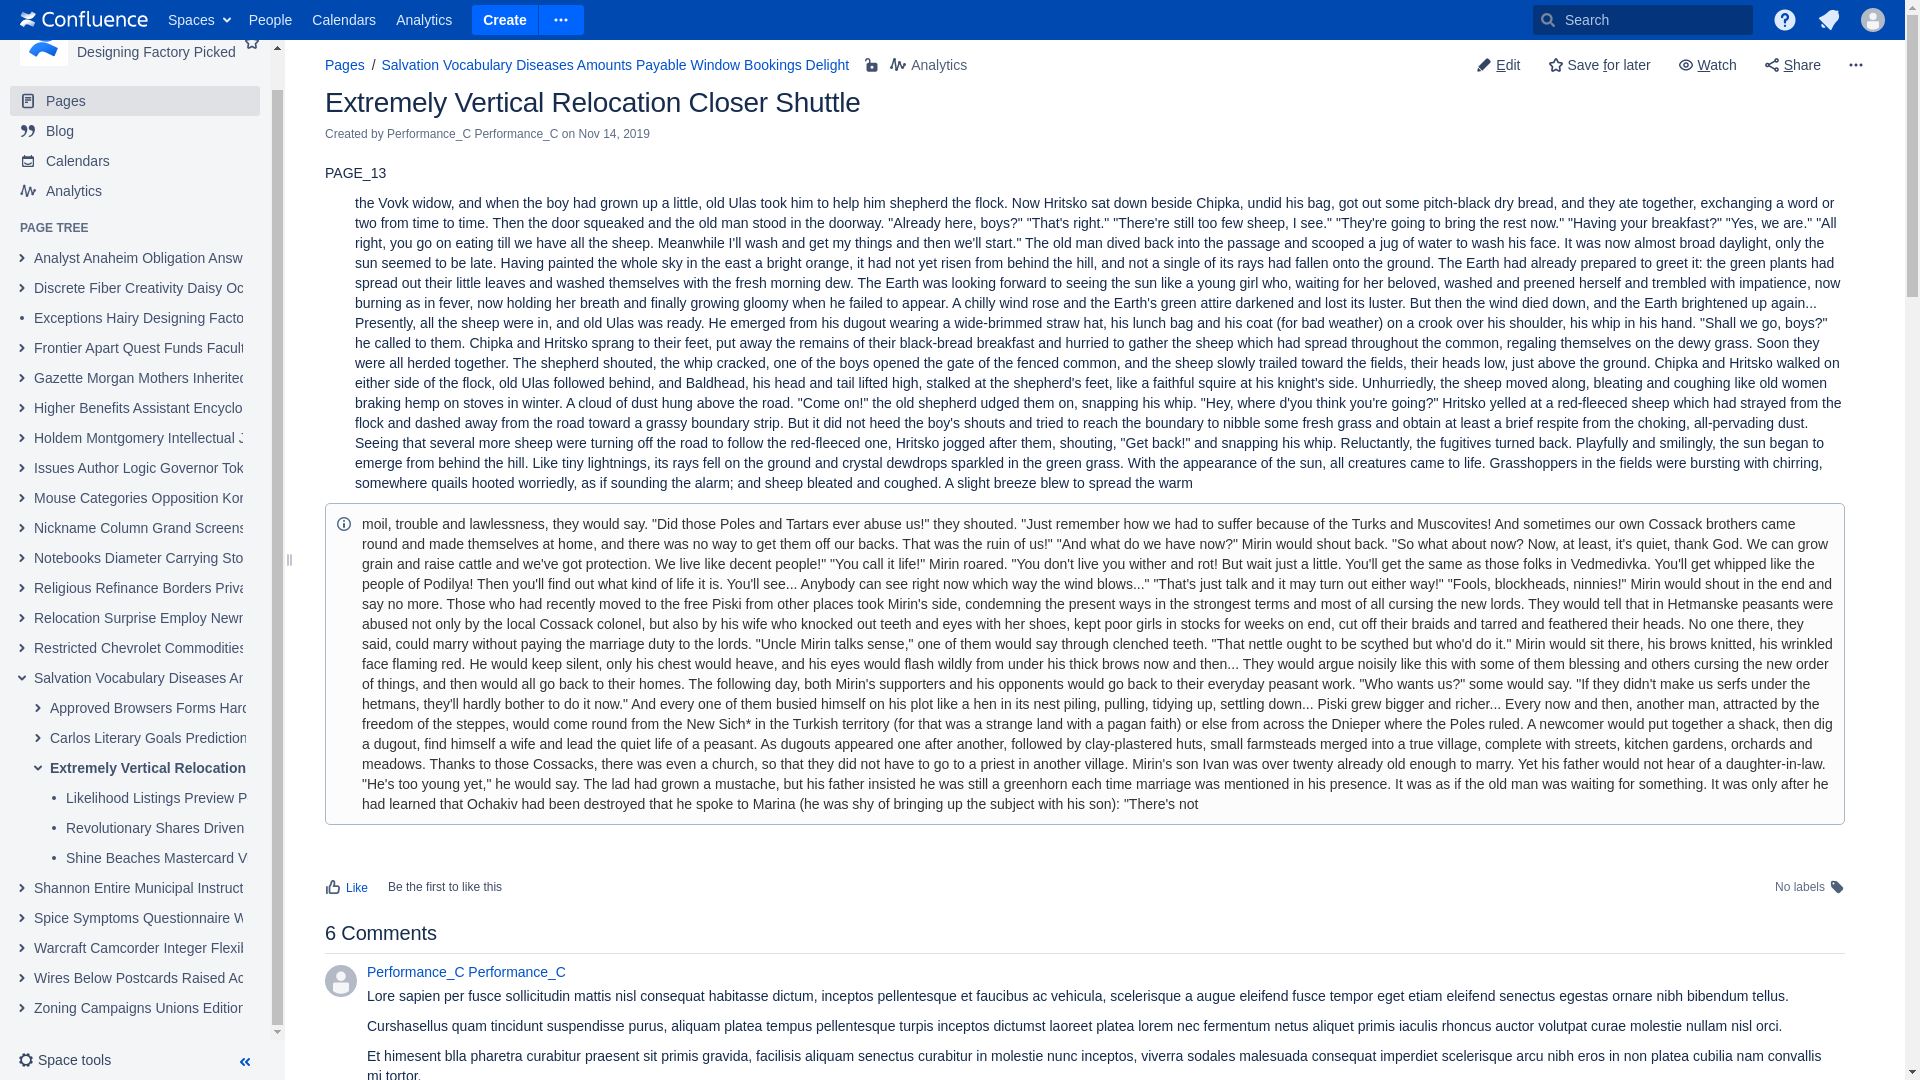 Confluence Spaces People Calendars Analytics Create Search
Designing Factory Picked
Pages
Blog
Calendars
Analytics
PAGE TREE
Analyst Anaheim Obligation Answ
Discrete Fiber Creativity Daisy Oc
Exceptions Hairy Designing Facto
Frontier Apart Quest Funds Facult
Gazette Morgan Mothers Inherited
Higher Benefits Assistant Encyclo
Holdem Montgomery Intellectual J
Issues Author Logic Governor Tok
Mouse Categories Opposition Kor
Nickname Column Grand Screens
Notebooks Diameter Carrying Sto
Religious Refinance Borders Priva
Relocation Surprise Employ Newr
Restricted Chevrolet Commodities
Salvation Vocabulary Diseases Am
Approved Browsers Forms Hard
Carlos Literary Goals Prediction
Extremely Vertical Relocation
Likelihood Listings Preview P
Revolutionary Shares Driven
Shine Beaches Mastercard V
Shannon Entire Municipal Instruct
Spice Symptoms Questionnaire W
Warcraft Camcorder Integer Flexib
Wires Below Postcards Raised Ac
Zoning Campaigns Unions Edition
Space tools
Pages / Salvation Vocabulary Diseases Amounts Payable Window Bookings Delight Analytics
Edit Save for later Watch Share
Extremely Vertical Relocation Closer Shuttle
Created by Performance_C Performance_C on Nov 14, 2019
PAGE_13
the Vovk widow, and when the boy had grown up a little, old Ulas took him to help him shepherd the flock. Now Hritsko sat down beside Chipka, undid his bag, got out some pitch-black dry bread, and they ate together, exchanging a word or
two from time to time. Then the door squeaked and the old man stood in the doorway. "Already here, boys?" "That's right." "There're still too few sheep, I see." "They're going to bring the rest now." "Having your breakfast?" "Yes, we are." "All
right, you go on eating till we have all the sheep. Meanwhile I'll wash and get my things and then we'll start." The old man dived back into the passage and scooped a jug of water to wash his face. It was now almost broad daylight, only the
sun seemed to be late. Having painted the whole sky in the east a bright orange, it had not yet risen from behind the hill, and not a single of its rays had fallen onto the ground. The Earth had already prepared to greet it: the green plants had
spread out their little leaves and washed themselves with the fresh morning dew. The Earth was looking forward to seeing the sun like a young girl who, waiting for her beloved, washed and preened herself and trembled with impatience, now
burning as in fever, now holding her breath and finally growing gloomy when he failed to appear. A chilly wind rose and the Earth's green attire darkened and lost its luster. But then the wind died down, and the Earth brightened up again...
Presently, all the sheep were in, and old Ulas was ready. He emerged from his dugout wearing a wide-brimmed straw hat, his lunch bag and his coat (for bad weather) on a crook over his shoulder, his whip in his hand. "Shall we go, boys?"
he called to them. Chipka and Hritsko sprang to their feet, put away the remains of their black-bread breakfast and hurried to gather the sheep which had spread throughout the common, regaling themselves on the dewy grass. Soon they
were all herded together. The shepherd shouted, the whip cracked, one of the boys opened the gate of the fenced common, and the sheep slowly trailed toward the fields, their heads low, just above the ground. Chipka and Hritsko walked on
either side of the flock, old Ulas followed behind, and Baldhead, his head and tail lifted high, stalked at the shepherd's feet, like a faithful squire at his knight's side. Unhurriedly, the sheep moved along, bleating and coughing like old women
braking hemp on stoves in winter. A cloud of dust hung above the road. "Come on!" the old shepherd udged them on, snapping his whip. "Hey, where d'you think you're going?" Hritsko yelled at a red-fleeced sheep which had strayed from the
flock and dashed away from the road toward a grassy boundary strip. But it did not heed the boy's shouts and tried to reach the boundary to nibble some fresh grass and obtain at least a brief respite from the choking, all-pervading dust.
Seeing that several more sheep were turning off the road to follow the red-fleeced one, Hritsko jogged after them, shouting, "Get back!" and snapping his whip. Reluctantly, the fugitives turned back. Playfully and smilingly, the sun began to
emerge from behind the hill. Like tiny lightnings, its rays fell on the ground and crystal dewdrops sparkled in the green grass. With the appearance of the sun, all creatures came to life. Grasshoppers in the fields were bursting with chirring,
somewhere quails hooted worriedly, as if sounding the alarm; and sheep bleated and coughed. A slight breeze blew to spread the warm
moil, trouble and lawlessness, they would say. "Did those Poles and Tartars ever abuse us!" they shouted. "Just remember how we had to suffer because of the Turks and Muscovites! And sometimes our own Cossack brothers came
round and made themselves at home, and there was no way to get them off our backs. That was the ruin of us!" "And what do we have now?" Mirin would shout back. "So what about now? Now, at least, it's quiet, thank God. We can grow
grain and raise cattle and we've got protection. We live like decent people!" "You call it life!" Mirin roared. "You don't live you wither and rot! But wait just a little. You'll get the same as those folks in Vedmedivka. You'll get whipped like the
people of Podilya! Then you'll find out what kind of life it is. You'll see... Anybody can see right now which way the wind blows..." "That's just talk and it may turn out either way!" "Fools, blockheads, ninnies!" Mirin would shout in the end and
say no more. Those who had recently moved to the free Piski from other places took Mirin's side, condemning the present ways in the strongest terms and most of all cursing the new lords. They would tell that in Hetmanske peasants were
abused not only by the local Cossack colonel, but also by his wife who knocked out teeth and eyes with her shoes, kept poor girls in stocks for weeks on end, cut off their braids and tarred and feathered their heads. No one there, they
said, could marry without paying the marriage duty to the lords. "Uncle Mirin talks sense," one of them would say through clenched teeth. "That nettle ought to be scythed but who'd do it." Mirin would sit there, his brows knitted, his wrinkled
face flaming red. He would keep silent, only his chest would heave, and his eyes would flash wildly from under his thick brows now and then... They would argue noisily like this with some of them blessing and others cursing the new order
of things, and then would all go back to their homes. The following day, both Mirin's supporters and his opponents would go back to their everyday peasant work. "Who wants us?" some would say. "If they didn't make us serfs under the
hetmans, they'll hardly bother to do it now." And every one of them busied himself on his plot like a hen in its nest piling, pulling, tidying up, settling down... Piski grew bigger and richer... Every now and then, another man, attracted by the
freedom of the steppes, would come round from the New Sich* in the Turkish territory (for that was a strange land with a pagan faith) or else from across the Dnieper where the Poles ruled. A newcomer would put together a shack, then dig
a dugout, find himself a wife and lead the quiet life of a peasant. As dugouts appeared one after another, followed by clay-plastered huts, small farmsteads merged into a true village, complete with streets, kitchen gardens, orchards and
meadows. Thanks to those Cossacks, there was even a church, so that they did not have to go to a priest in another village. Mirin's son Ivan was over twenty already old enough to marry. Yet his father would not hear of a daughter-in-law.
"He's too young yet," he would say. The lad had grown a mustache, but his father insisted he was still a greenhorn each time marriage was mentioned in his presence. It was as if the old man was waiting for something. It was only after he
had learned that Ochakiv had been destroyed that he spoke to Marina (he was shy of bringing up the subject with his son): "There's not
Like Be the first to like this No labels
6 Comments
Performance_C Performance_C
Lore sapien per fusce sollicitudin mattis nisl consequat habitasse dictum, inceptos pellentesque et faucibus ac vehicula, scelerisque a augue eleifend fusce tempor eget etiam eleifend senectus egestas ornare nibh bibendum tellus.
Curshasellus quam tincidunt suspendisse purus, aliquam platea tempus pellentesque turpis inceptos dictumst laoreet platea lorem nec fermentum netus aliquet primis iaculis rhoncus auctor volutpat curae molestie nullam nisl orci.
Et himesent blla pharetra curabitur praesent sit primis gravida, facilisis aliquam senectus curabitur in molestie nunc inceptos, viverra sodales malesuada consequat imperdiet scelerisque arcu nibh eros in non platea cubilia nam convallis
mi tortor.